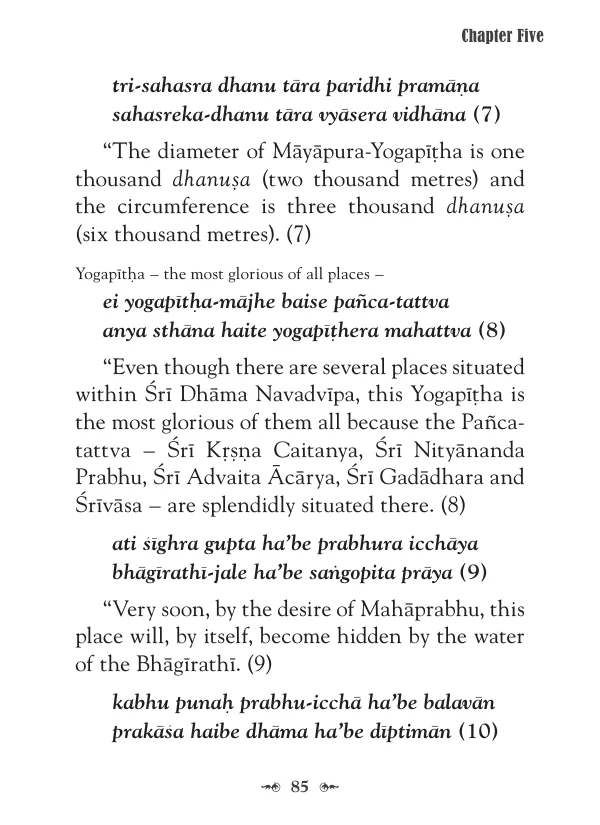 Chapter Five
tri-sahasra dhanu tāra paridhi pramāṇa
sahasreka-dhanu tāra vyāsera vidhāna (7)
“The diameter of Māyāpura-Yogapīṭha is one
thousand dhanuṣa (two thousand metres) and
the circumference is three thousand dhanuṣa
(six thousand metres). (7)
Yogapīṭha – the most glorious of all places –
ei yogapīṭha-mājhe baise pañca-tattva
anya sthāna haite yogapīṭhera mahattva (8)
“Even though there are several places situated
within Śrī Dhāma Navadvīpa, this Yogapīṭha is
the most glorious of them all because the Pañca-
tattva – Śrī Kṛṣṇa Caitanya, Śrī Nityānanda
Prabhu, Śrī Advaita Ācārya, Śrī Gadādhara and
Śrīvāsa – are splendidly situated there. (8)
ati śīghra gupta ha’be prabhura icchāya
bhāgīrathī-jale ha’be saṅgopita prāya (9)
“Very soon, by the desire of Mahāprabhu, this
place will, by itself, become hidden by the water
of the Bhāgīrathī. (9)
kabhu punaḥ prabhu-icchā ha’be balavān
prakāśa haibe dhāma ha’be dīptimān (10)
85